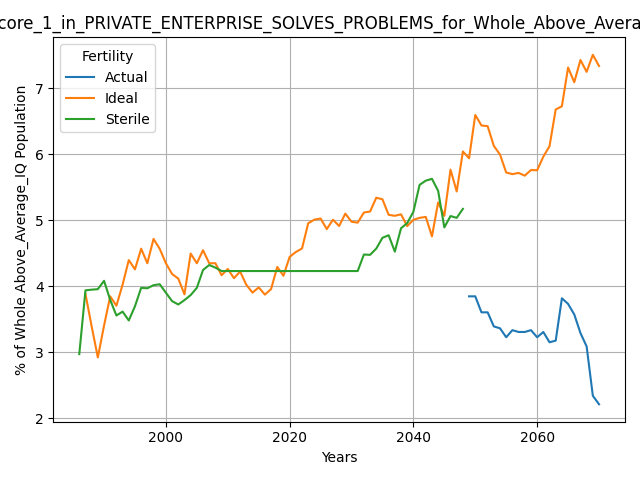 core_1_in_PRIVATE_ENTERPRISE_SOLVES_PROBLEMS_for_Whole_Above_Avera
Fertility
Actual
Ideal
Sterile
% of Whole Above_Average_IQ Population
7
6
5
4
3
2
2000 2020 2040 2060
Years